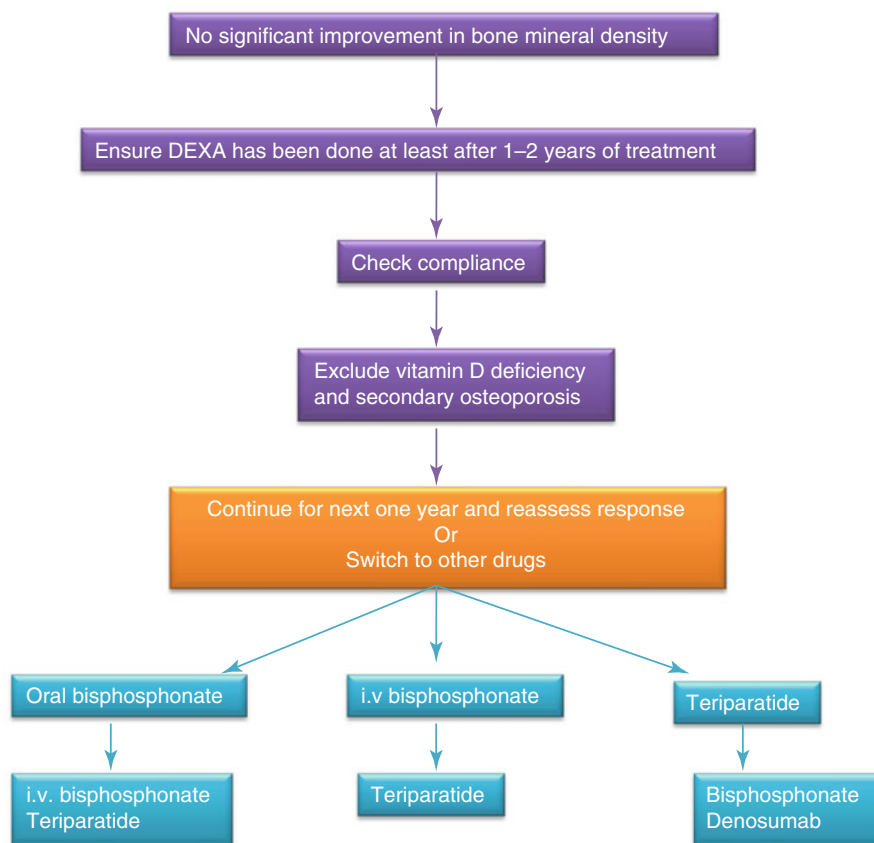 No significant improvement in bone mineral density
Ensure DEXA has been done at least after 1–2 years of treatment
Check compliance
Exclude vitamin D deficiency
and secondary osteoporosis
Continue for next one year and reassess response
Or
Switch to other drugs
Oral bisphosphonate
i.v bisphosphonate
Teriparatide
i.v. bisphosphonate
Teriparatide
Teriparatide
Bisphosphonate
Denosumab